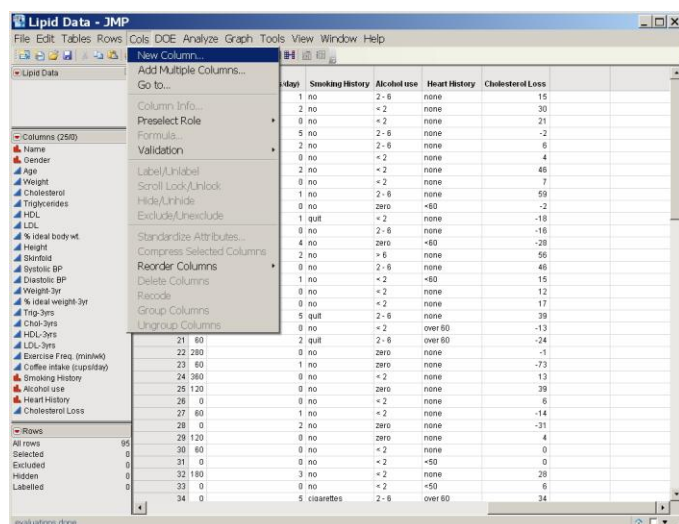 Lipid Data - JMP
File Edit Tables Rows Cols DOE Analyze Graph Tools View Window Help
New Column...
Add Multiple Columns...
Go to...
Column Info...
Preselect Role
Formula...
Validation
Label/Unlabel
Scroll Lock/Unlock
Hide/Unhide
Exclude/Unexclude
Standardize Attributes...
Compress Selected Columns
Reorder Columns
Delete Columns
Recode
Group Columns
Ungroup Columns
Lipid Data
Columns (25/0)
Name
Gender
Age
Weight
Cholesterol
Triglycerides
HDL
LDL
% ideal body wt.
Height
Skinfold
Systolic BP
Diastolic BP
Weight-3yr
% ideal weight-3yr
Trig-3yrs
Chol-3yrs
HDL-3yrs
LDL-3yrs
Exercise Freq. (min/wk)
Coffee intake (cups/day)
Smoking History
Alcohol use
Heart History
Cholesterol Loss
Rows
All rows 95
Selected 0
Excluded 0
Hidden 0
Labelled 0
s/day) Smoking History Alcohol use Heart History Cholesterol Loss
1 no 2 - 6 none 15
2 no < 2 none 30
0 no < 2 none 21
5 no 2 - 6 none -2
2 no 2 - 6 none 6
0 no < 2 none 4
2 no < 2 none 46
0 no < 2 none 7
1 no 2 - 6 none 59
0 no zero <60 -2
1 quit < 2 none -18
0 no 2 - 6 none -16
4 no zero <60 -28
2 no > 6 none 56
0 no 2 - 6 none 46
1 no < 2 <60 15
0 no < 2 none 12
0 no < 2 none 17
5 quit 2 - 6 none 39
0 no < 2 over 60 -13
21 60 2 quit 2 - 6 over 60 -24
22 280 0 no zero none -1
23 60 1 no zero none -73
24 360 0 no < 2 none 13
25 120 0 no zero none 39
26 0 0 no < 2 none 6
27 60 1 no < 2 none -14
28 0 2 no zero none -31
29 120 0 no zero none 4
30 60 0 no < 2 none 0
31 0 0 no < 2 <50 0
32 180 3 no < 2 none 28
33 0 0 no < 2 <50 6
34 0 5 cigarettes 2 - 6 over 60 34
evaluations done